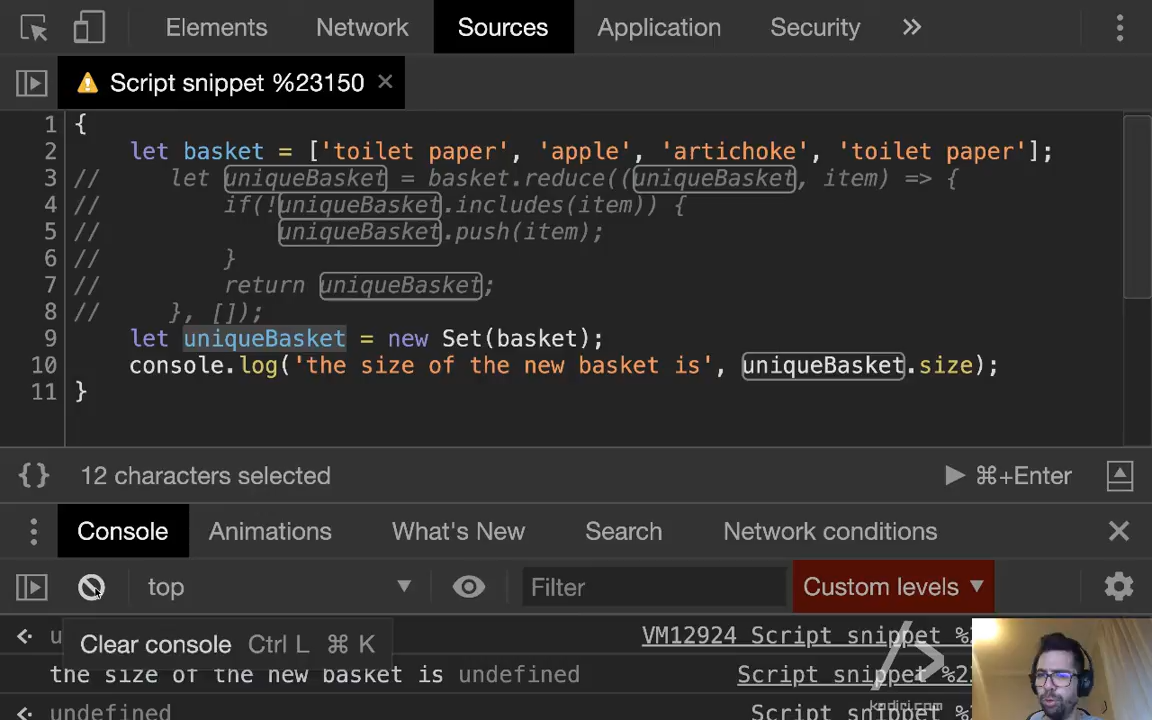 Elements Network Sources Application Security »
Script snippet %23150 ×
1 {
2 let basket = ['toilet paper', 'apple', 'artichoke', 'toilet paper'];
3 // let uniqueBasket = basket.reduce((uniqueBasket, item) => {
4 // if(!uniqueBasket.includes(item)) {
5 // uniqueBasket.push(item);
6 // }
7 // return uniqueBasket;
8 // }, []);
9 let uniqueBasket = new Set(basket);
10 console.log('the size of the new basket is', uniqueBasket.size);
11 }
{} 12 characters selected ⌘+Enter
Console Animations What's New Search Network conditions
top Filter Custom levels
VM12924 Script snippet
Clear console Ctrl L ⌘ K
the size of the new basket is undefined Script snippet
undefined Script snippet
kodiri.com